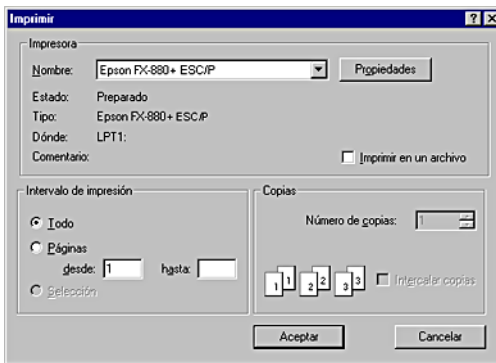 Imprimir
Impresora
Nombre: Epson FX-880+ ESC/P Propiedades
Estado: Preparado
Tipo: Epson FX-880+ ESC/P
Dónde: LPT1:
Comentario: Imprimir en un archivo
Intervalo de impresión Copias
Todo Número de copias: 1
Páginas
desde: 1 hasta:
1 1 2 2 3 3 Intercalar copias
Selección
Aceptar Cancelar